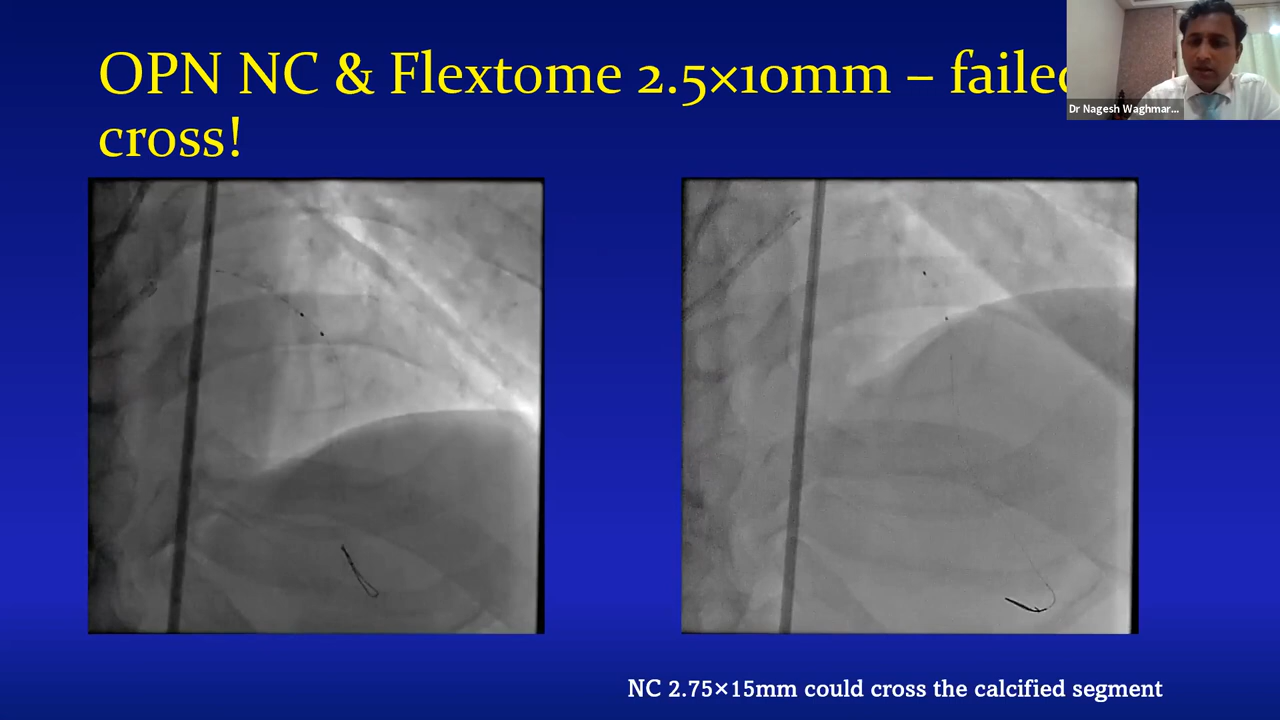 OPN NC & Flextome 2.5×10mm – failed
cross!
Dr Nagesh Waghmar...
NC 2.75×15mm could cross the calcified segment